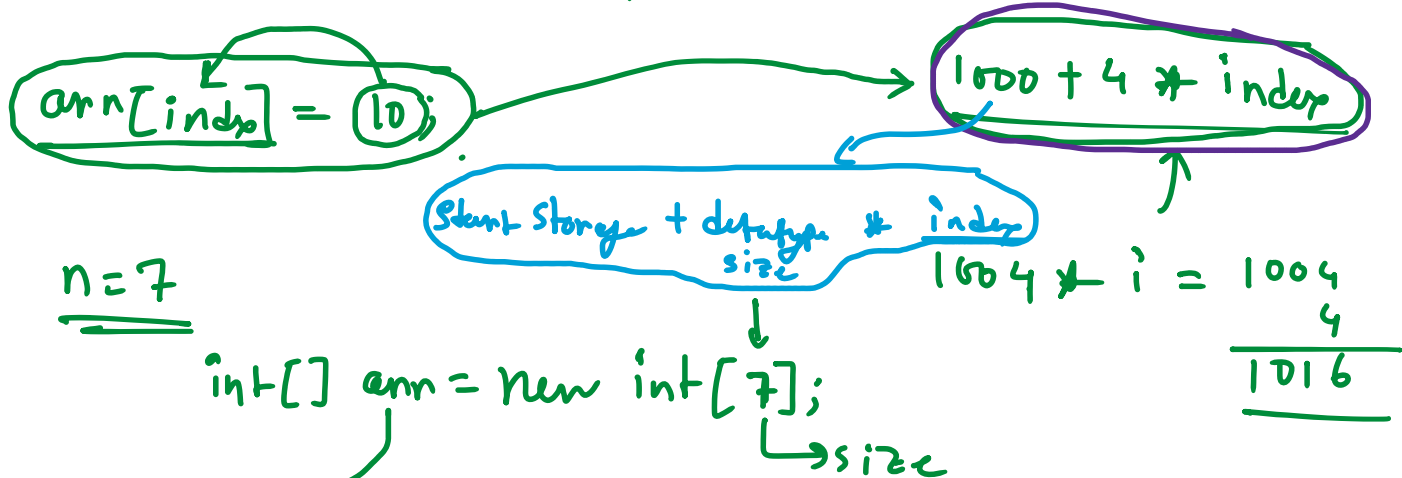 arr[index] = 10;
1000 + 4 * index
Start Storage + datatype size * index
n = 7
1004 * i = 1004
4
1016
int[] arr = new int[7];
size